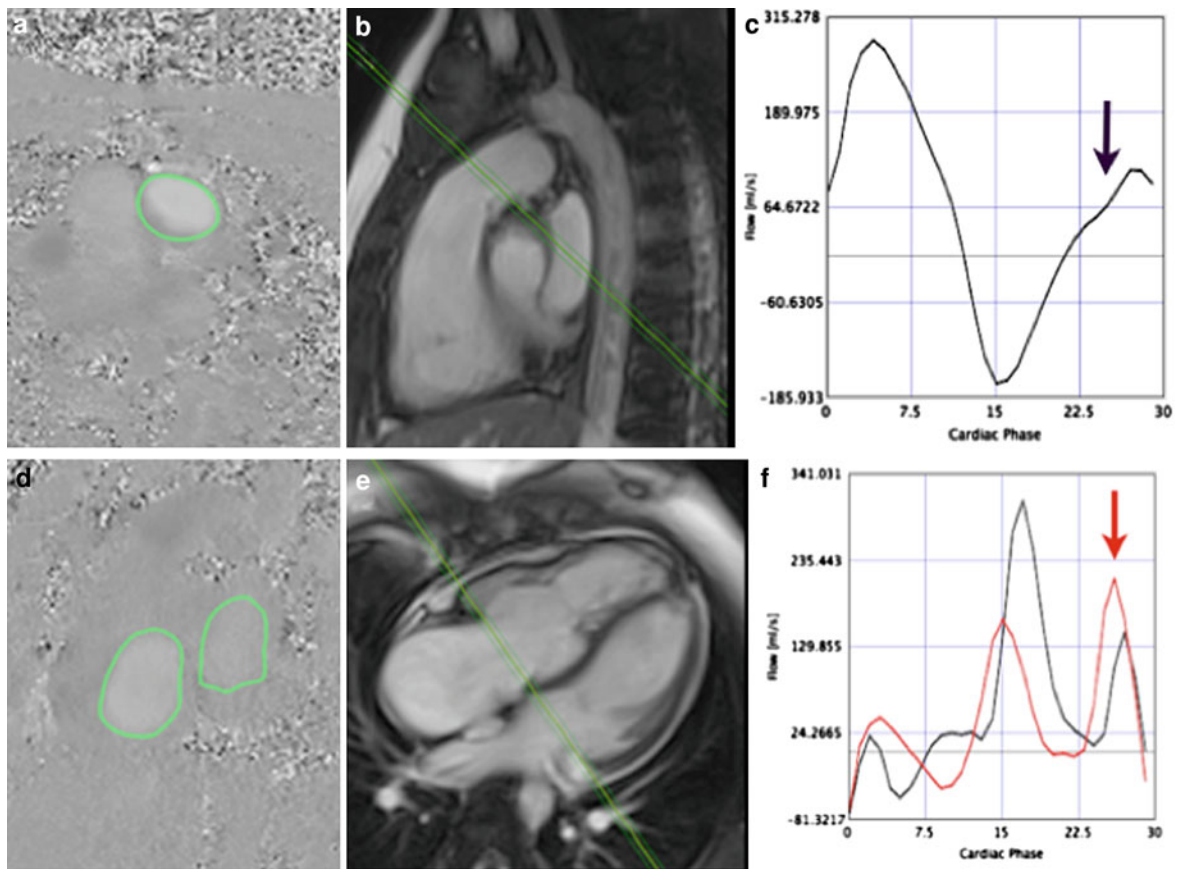 a
b
c
315.278
189.975
64.6722
-60.6305
-185.933
Flow [ml/s]
0
7.5
15
22.5
30
Cardiac Phase
d
e
f
341.031
235.443
129.855
24.2665
-81.3217
Flow [ml/s]
0
7.5
15
22.5
30
Cardiac Phase